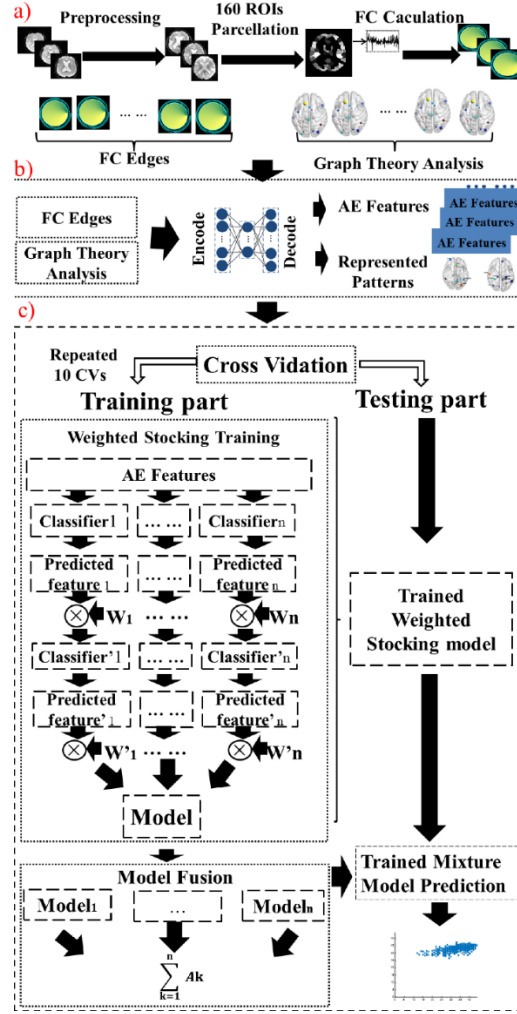 a)
Preprocessing
160 ROIs
Parcellation
FC Caculation
... ...
... ...
FC Edges
Graph Theory Analysis
b)
FC Edges
Graph Theory
Analysis
Encode
Decode
AE Features
Represented
Patterns
AE Features
AE Features
AE Features
c)
Repeated
10 CVs
Cross Vidation
Training part
Testing part
Weighted Stocking Training
AE Features
Classifier1 ... ... Classifiern
Predicted feature 1 ... ... Predicted feature n
W1 ... ... Wn
Classifier'1 ... ... Classifier'n
Predicted feature'1 ... ... Predicted feature'n
W'1 ... ... W'n
Model
Trained
Weighted
Stocking model
Model Fusion
Model1 ... Modeln
n
∑ Ak
k=1
Trained Mixture
Model Prediction